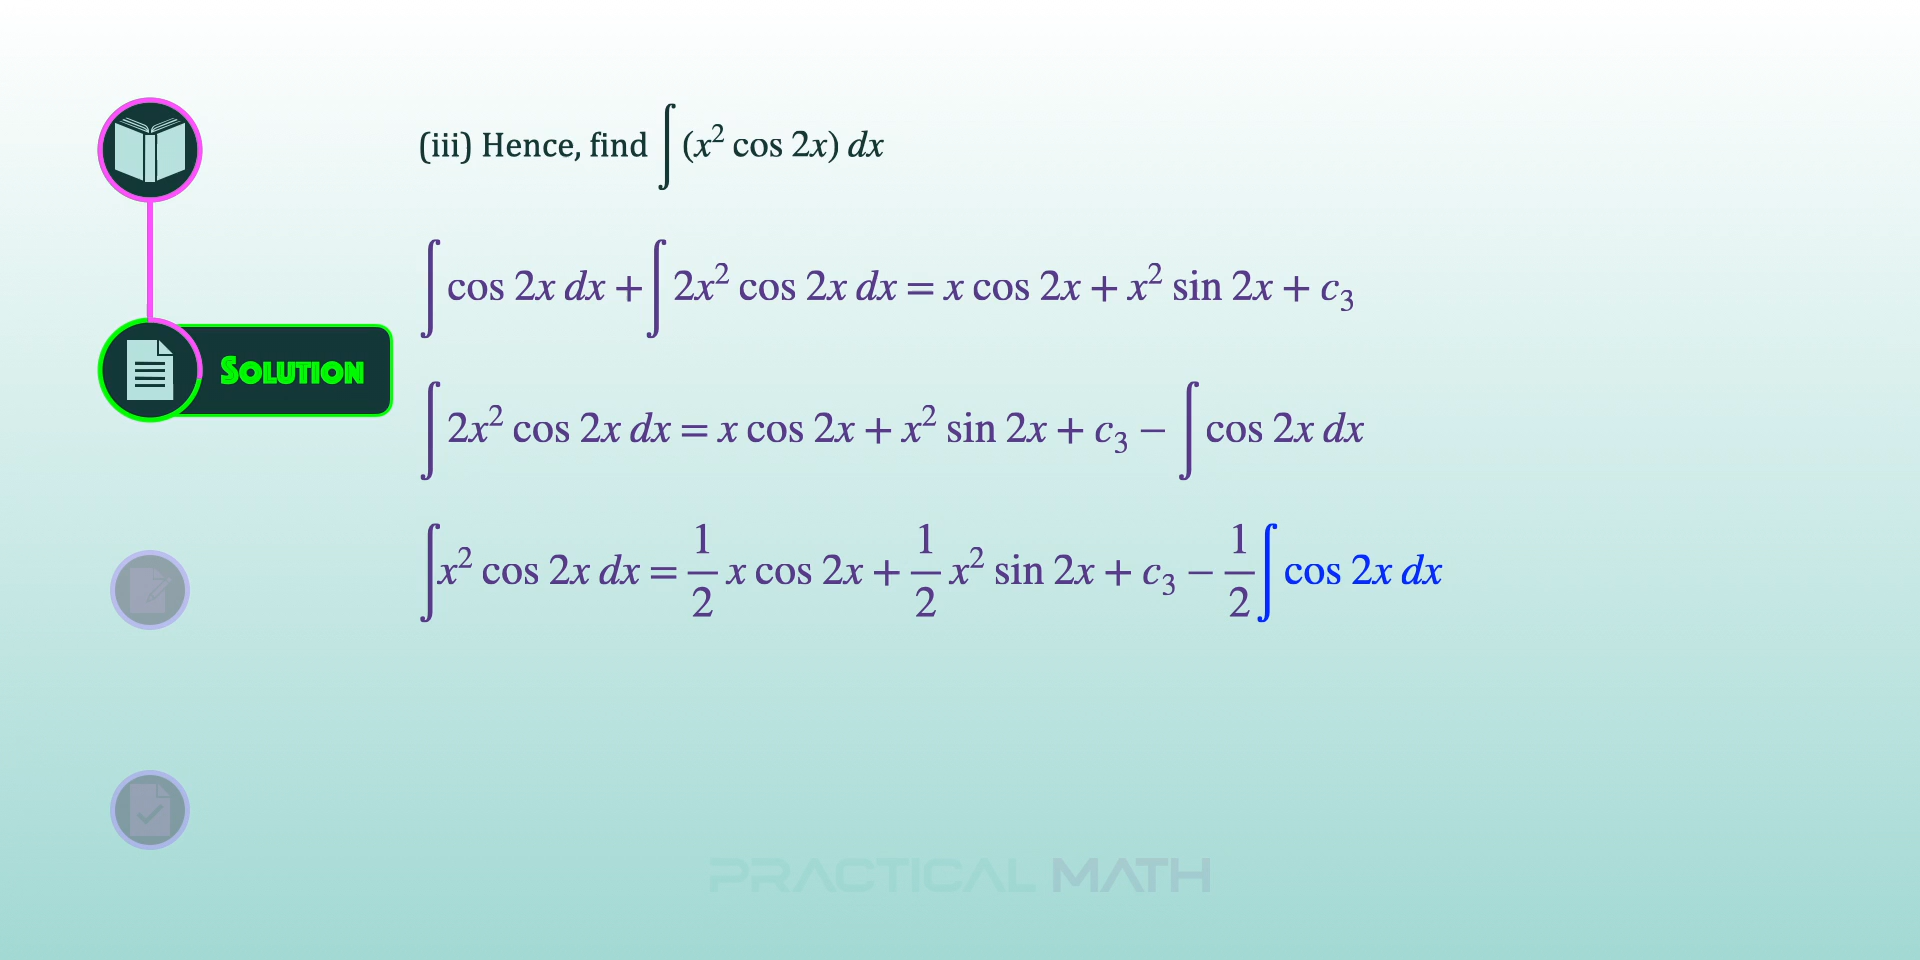 (iii) Hence, find ∫ (x² cos 2x) dx
∫ cos 2x dx + ∫ 2x² cos 2x dx = x cos 2x + x² sin 2x + c₃
SOLUTION
∫ 2x² cos 2x dx = x cos 2x + x² sin 2x + c₃ − ∫ cos 2x dx
∫ x² cos 2x dx = 1/2 x cos 2x + 1/2 x² sin 2x + c₃ − 1/2 ∫ cos 2x dx
PRACTICAL MATH